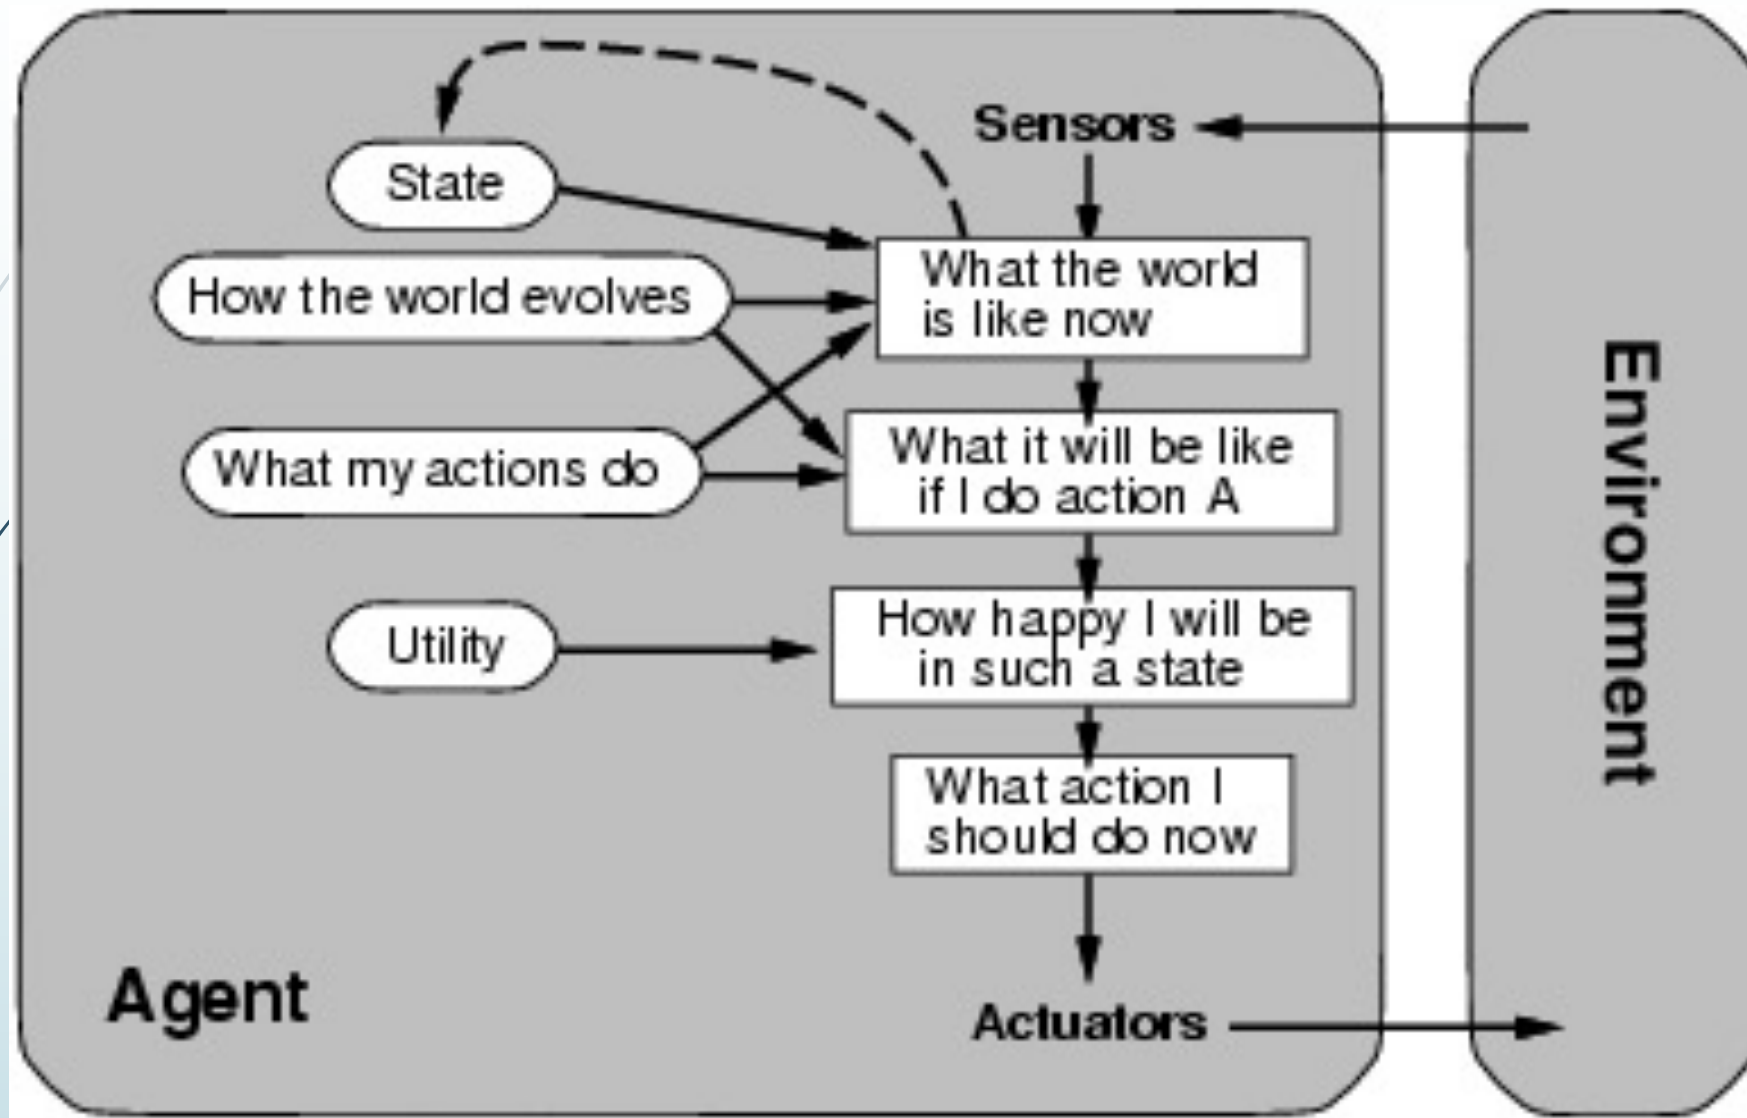 Sensors
State
What the world
is like now
How the world evolves
What my actions do
What it will be like
if I do action A
Utility
How happy I will be
in such a state
What action I
should do now
Agent
Actuators
Environment